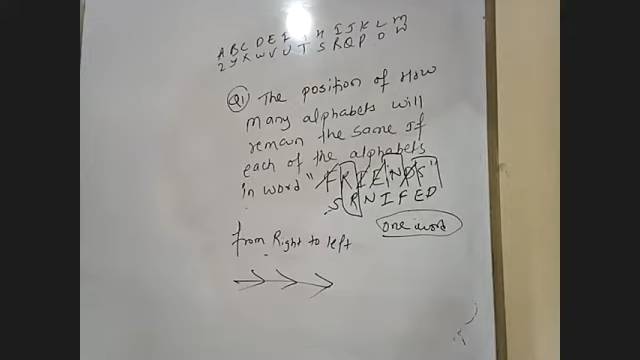 A B C D E F G H I J K L M
Z Y X W V U T S R Q P O N
Q1 The position of How
many alphabets will
remain the same if
each of the alphabets
in word "FRIENDS"
S R N I F E D
one word
from Right to left